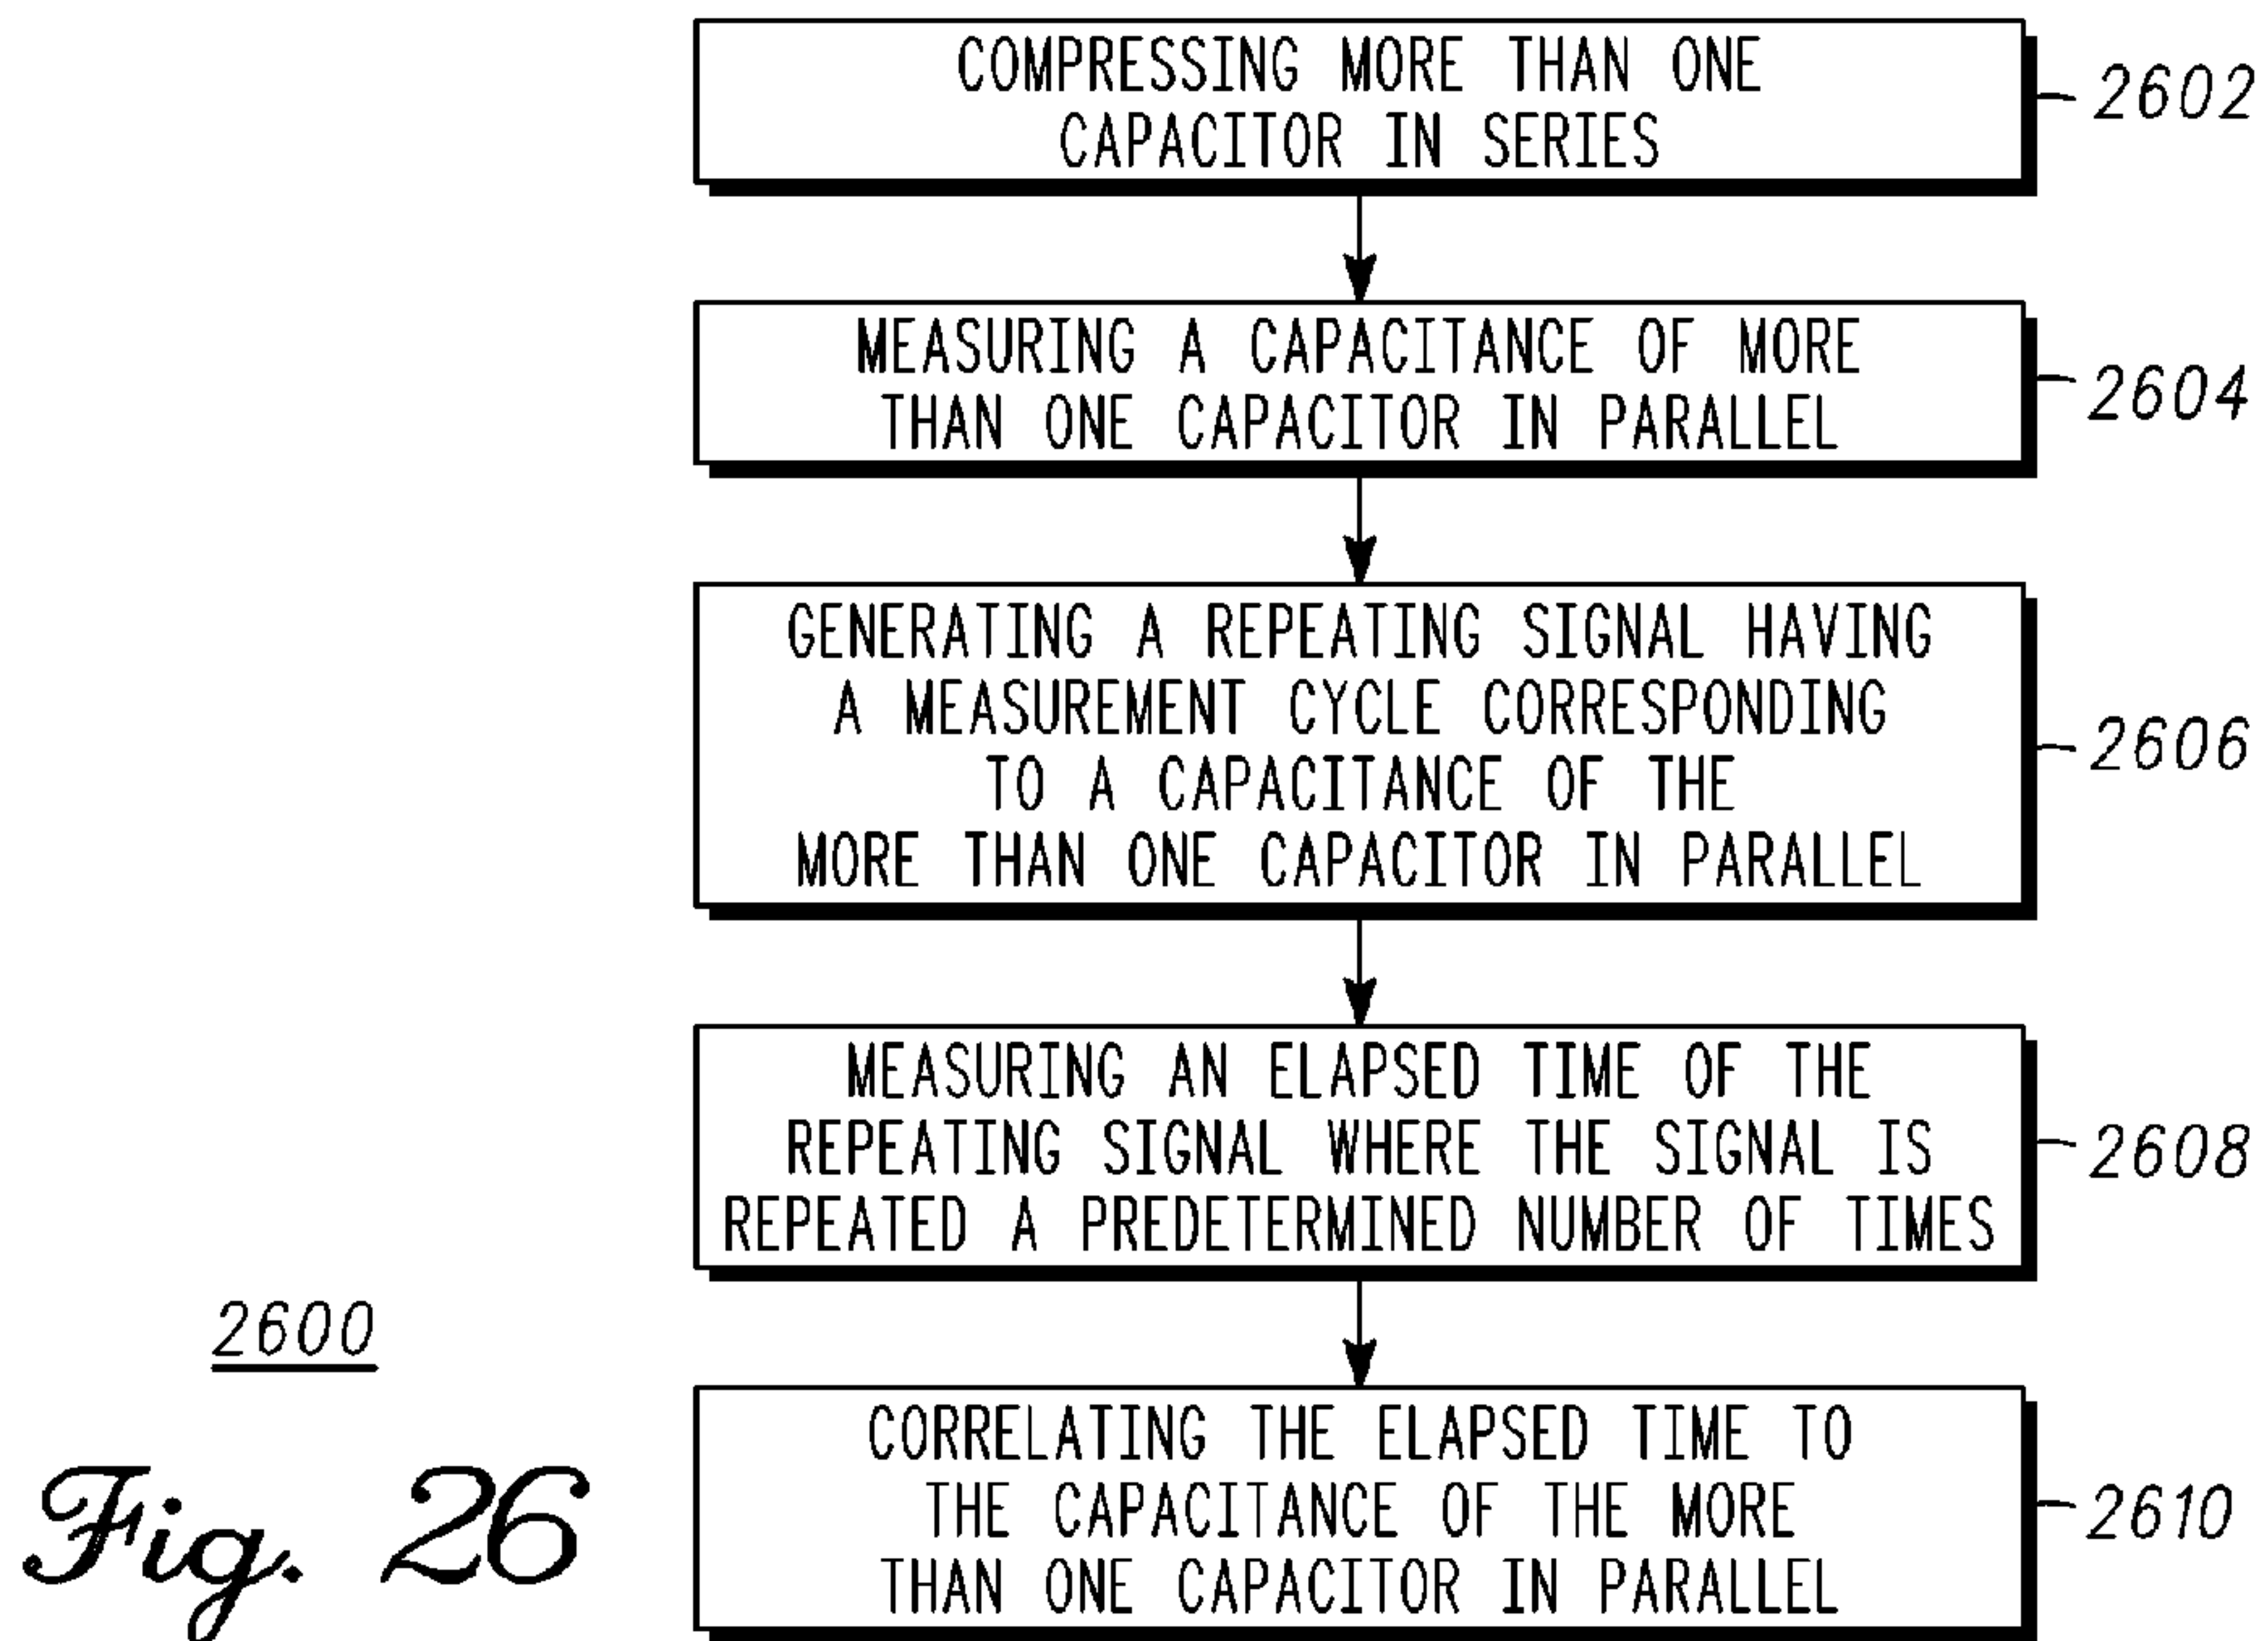 COMPRESSING MORE THAN ONE
CAPACITOR IN SERIES
2602
MEASURING A CAPACITANCE OF MORE
THAN ONE CAPACITOR IN PARALLEL
2604
GENERATING A REPEATING SIGNAL HAVING
A MEASUREMENT CYCLE CORRESPONDING
TO A CAPACITANCE OF THE
MORE THAN ONE CAPACITOR IN PARALLEL
2606
MEASURING AN ELAPSED TIME OF THE
REPEATING SIGNAL WHERE THE SIGNAL IS
REPEATED A PREDETERMINED NUMBER OF TIMES
2608
CORRELATING THE ELAPSED TIME TO
THE CAPACITANCE OF THE MORE
THAN ONE CAPACITOR IN PARALLEL
2610
2600
Fig. 26